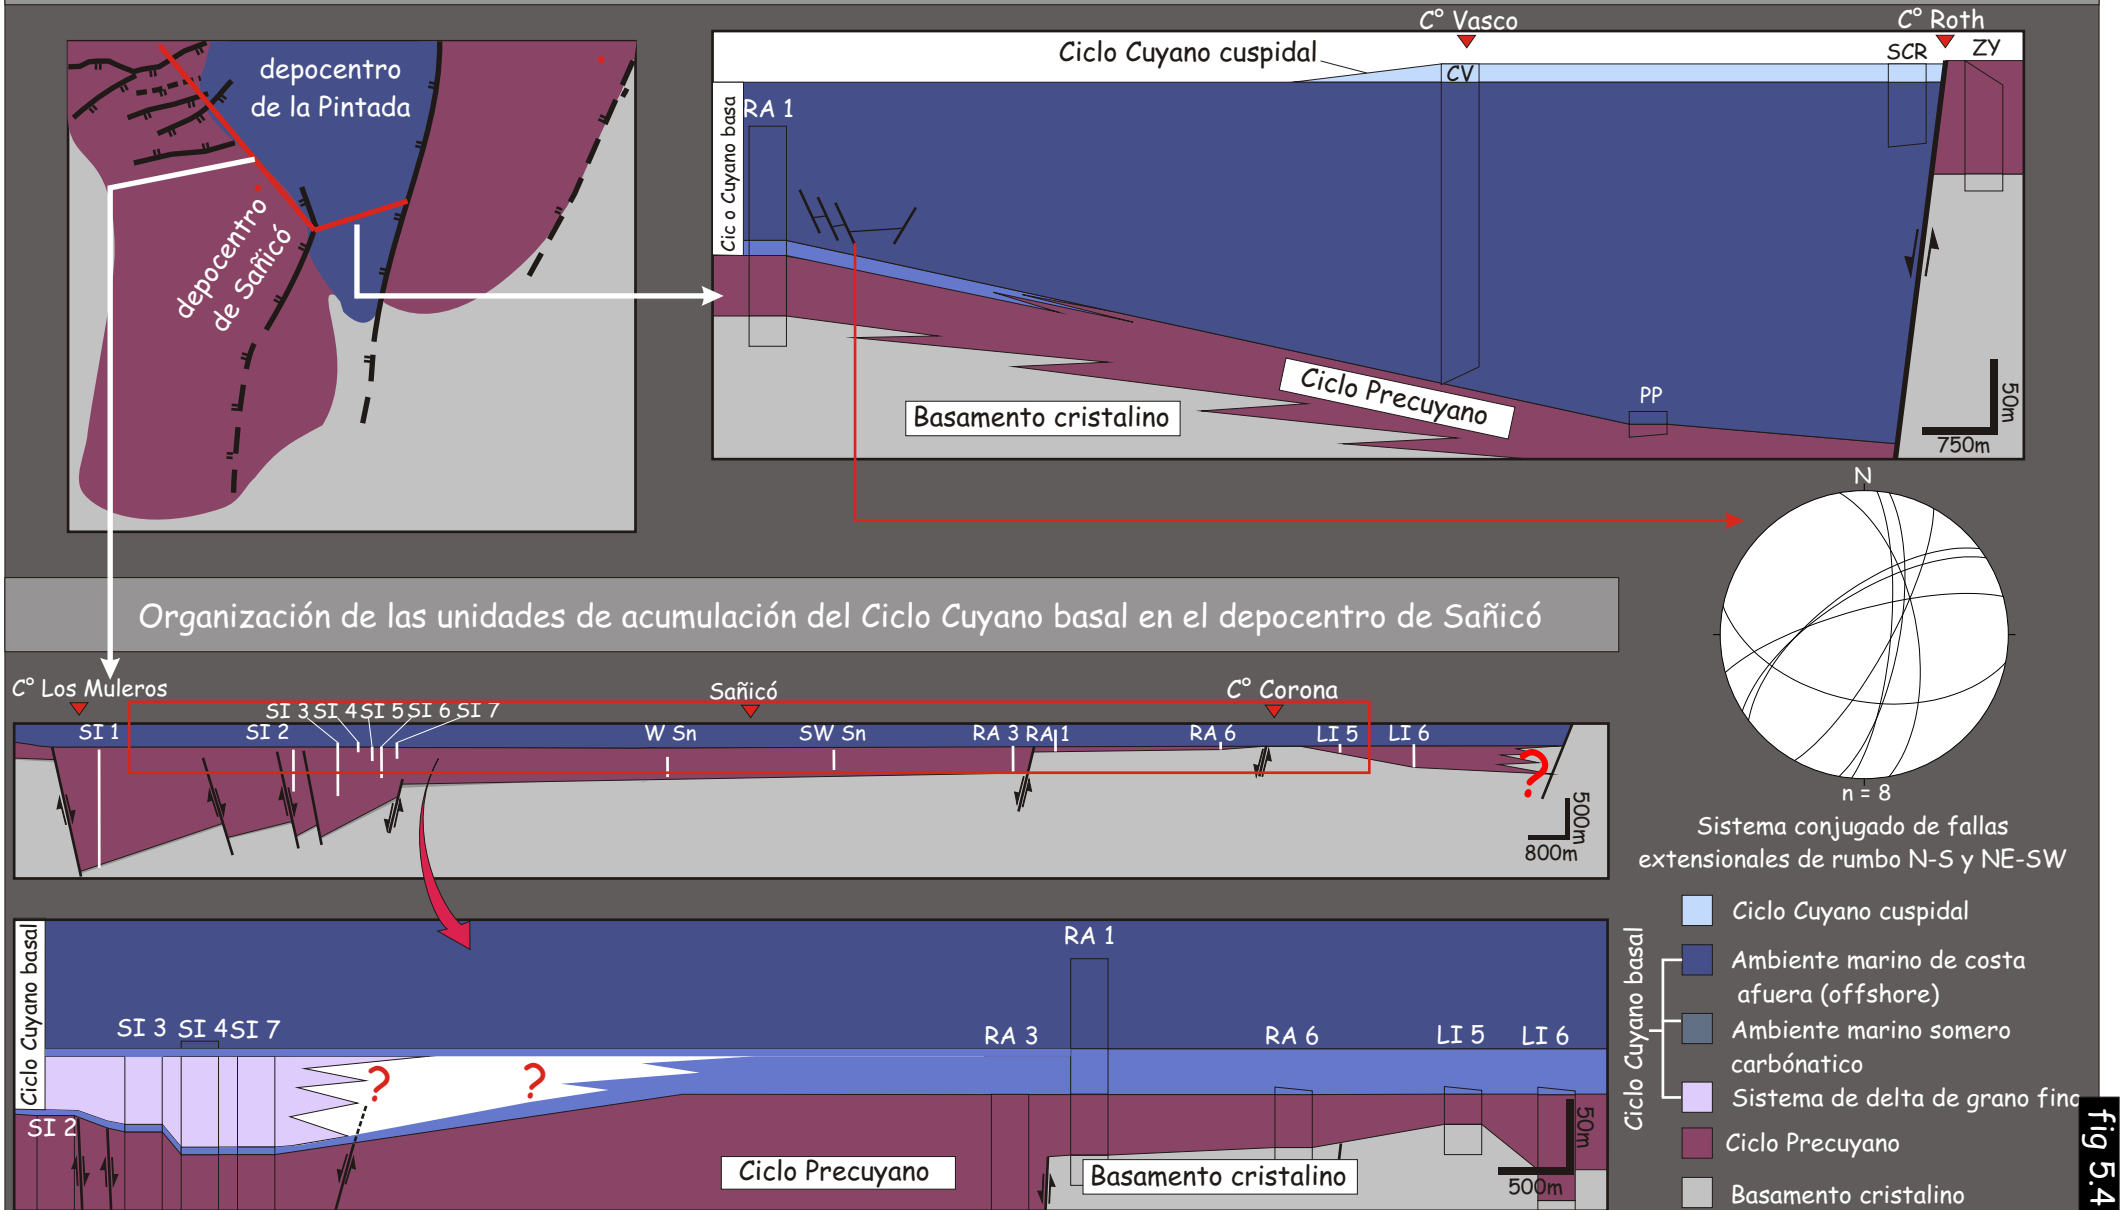 depocentro
de la Pintada
depocentro
de Sañicó
C° Vasco
C° Roth
Ciclo Cuyano cuspidal
CV
SCR
ZY
Cic o Cuyano basa
RA 1
Ciclo Precuyano
Basamento cristalino
PP
50m
750m
N
n = 8
Sistema conjugado de fallas
extensionales de rumbo N-S y NE-SW
Organización de las unidades de acumulación del Ciclo Cuyano basal en el depocentro de Sañicó
C° Los Muleros
Sañicó
C° Corona
SI 3 SI 4 SI 5 SI 6 SI 7
SI 1
SI 2
W Sn
SW Sn
RA 3 RA 1
RA 6
LI 5
LI 6
?
500m
800m
Ciclo Cuyano basal
RA 1
SI 3 SI 4 SI 7
RA 3
RA 6
LI 5
LI 6
? ?
SI 2
Ciclo Precuyano
Basamento cristalino
50m
500m
Ciclo Cuyano basal
Ciclo Cuyano cuspidal
Ambiente marino de costa
afuera (offshore)
Ambiente marino somero
carbónatico
Sistema de delta de grano fino
Ciclo Precuyano
Basamento cristalino
fig 5.4